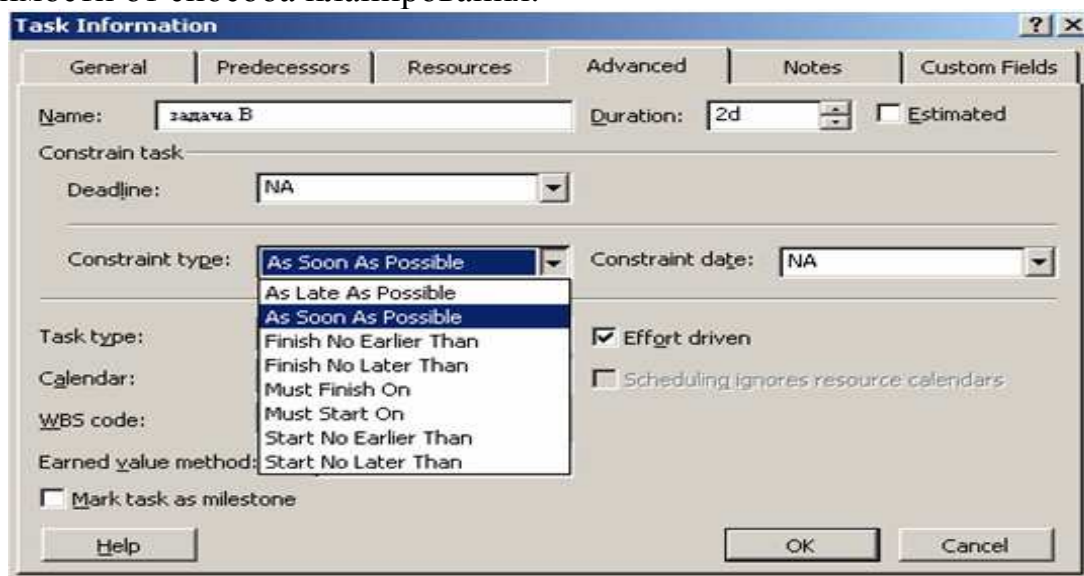 от способа планирования.
Task Information
General Predecessors Resources Advanced Notes Custom Fields
Name: задача В Duration: 2d Estimated
Constrain task
Deadline: NA
Constraint type: As Soon As Possible Constraint date: NA
As Late As Possible
As Soon As Possible
Task type: Finish No Earlier Than Effort driven
Finish No Later Than
Calendar: Must Finish On Scheduling ignores resource calendars
WBS code: Must Start On
Start No Earlier Than
Earned value method: Start No Later Than
Mark task as milestone
Help OK Cancel